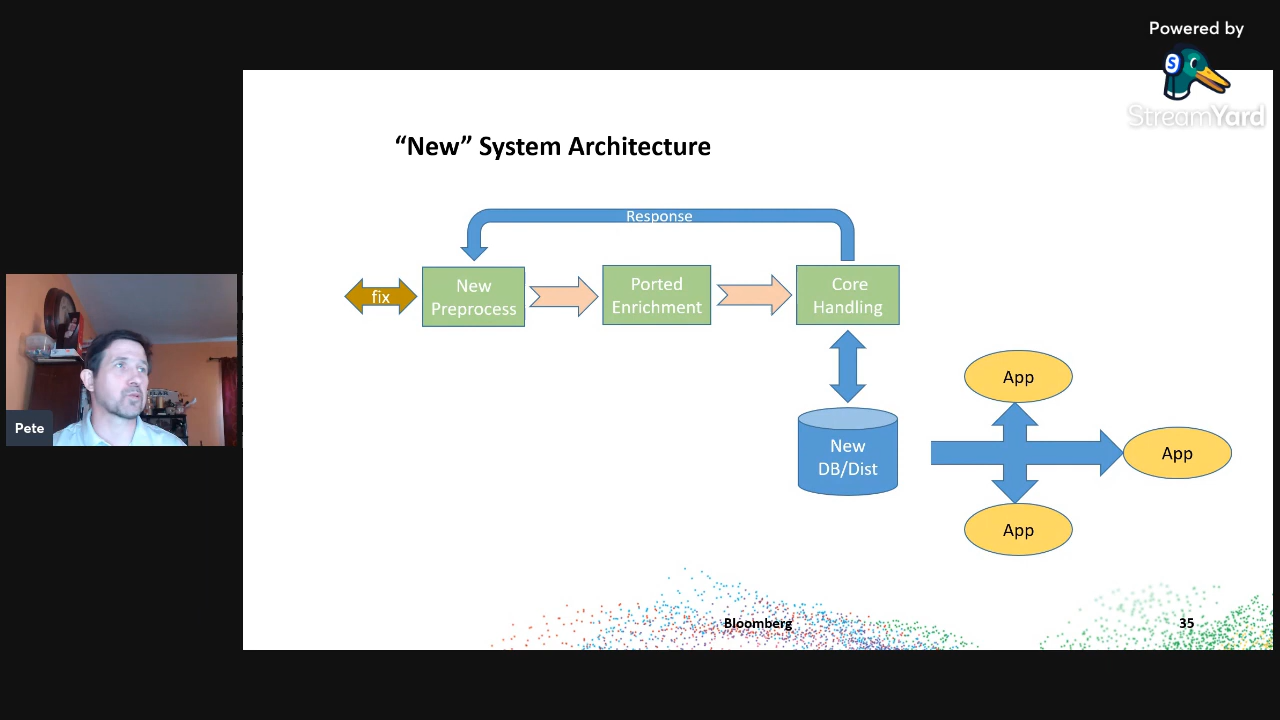 Powered by
S
StreamYard
“New” System Architecture
Response
fix
New
Preprocess
Ported
Enrichment
Core
Handling
App
New
DB/Dist
App
App
Pete
Bloomberg
35